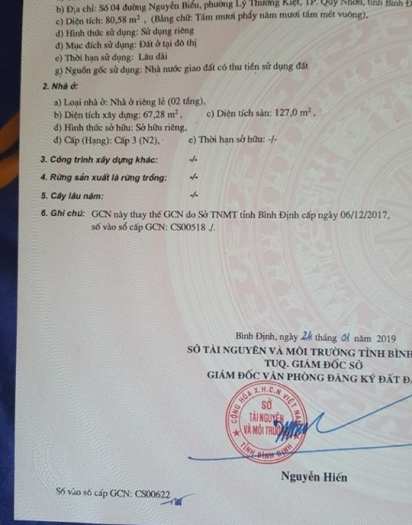 b) Địa chỉ: Số 04 đường Nguyễn Biểu, phường Lý Thường Kiệt, TP. Quy Nhơn, tỉnh Bình
c) Diện tích: 80,58 m², (Bằng chữ: Tám mươi phẩy năm mươi tám mét vuông),
d) Hình thức sử dụng: Sử dụng riêng
đ) Mục đích sử dụng: Đất ở tại đô thị
e) Thời hạn sử dụng: Lâu dài
g) Nguồn gốc sử dụng: Nhà nước giao đất có thu tiền sử dụng đất
2. Nhà ở:
a) Loại nhà ở: Nhà ở riêng lẻ (02 tầng),
b) Diện tích xây dựng: 67,28 m², c) Diện tích sàn: 127,0 m²,
d) Hình thức sở hữu: Sở hữu riêng,
đ) Cấp (Hạng): Cấp 3 (N2), e) Thời hạn sở hữu: -/-
3. Công trình xây dựng khác: -/-
4. Rừng sản xuất là rừng trồng: -/-
5. Cây lâu năm: -/-
6. Ghi chú: GCN này thay thế GCN do Sở TNMT tỉnh Bình Định cấp ngày 06/12/2017,
số vào sổ cấp GCN: CS00518 ./.
Bình Định, ngày 28 tháng 01 năm 2019
SỞ TÀI NGUYÊN VÀ MÔI TRƯỜNG TỈNH BÌNH
TUQ. GIÁM ĐỐC SỞ
GIÁM ĐỐC VĂN PHÒNG ĐĂNG KÝ ĐẤT ĐA
CỘNG HÒA X.H.C.N VIỆT NAM
SỞ
TÀI NGUYÊN
VÀ MÔI TRƯỜNG
TỈNH BÌNH ĐỊNH
Nguyễn Hiến
Số vào sổ cấp GCN: CS00622